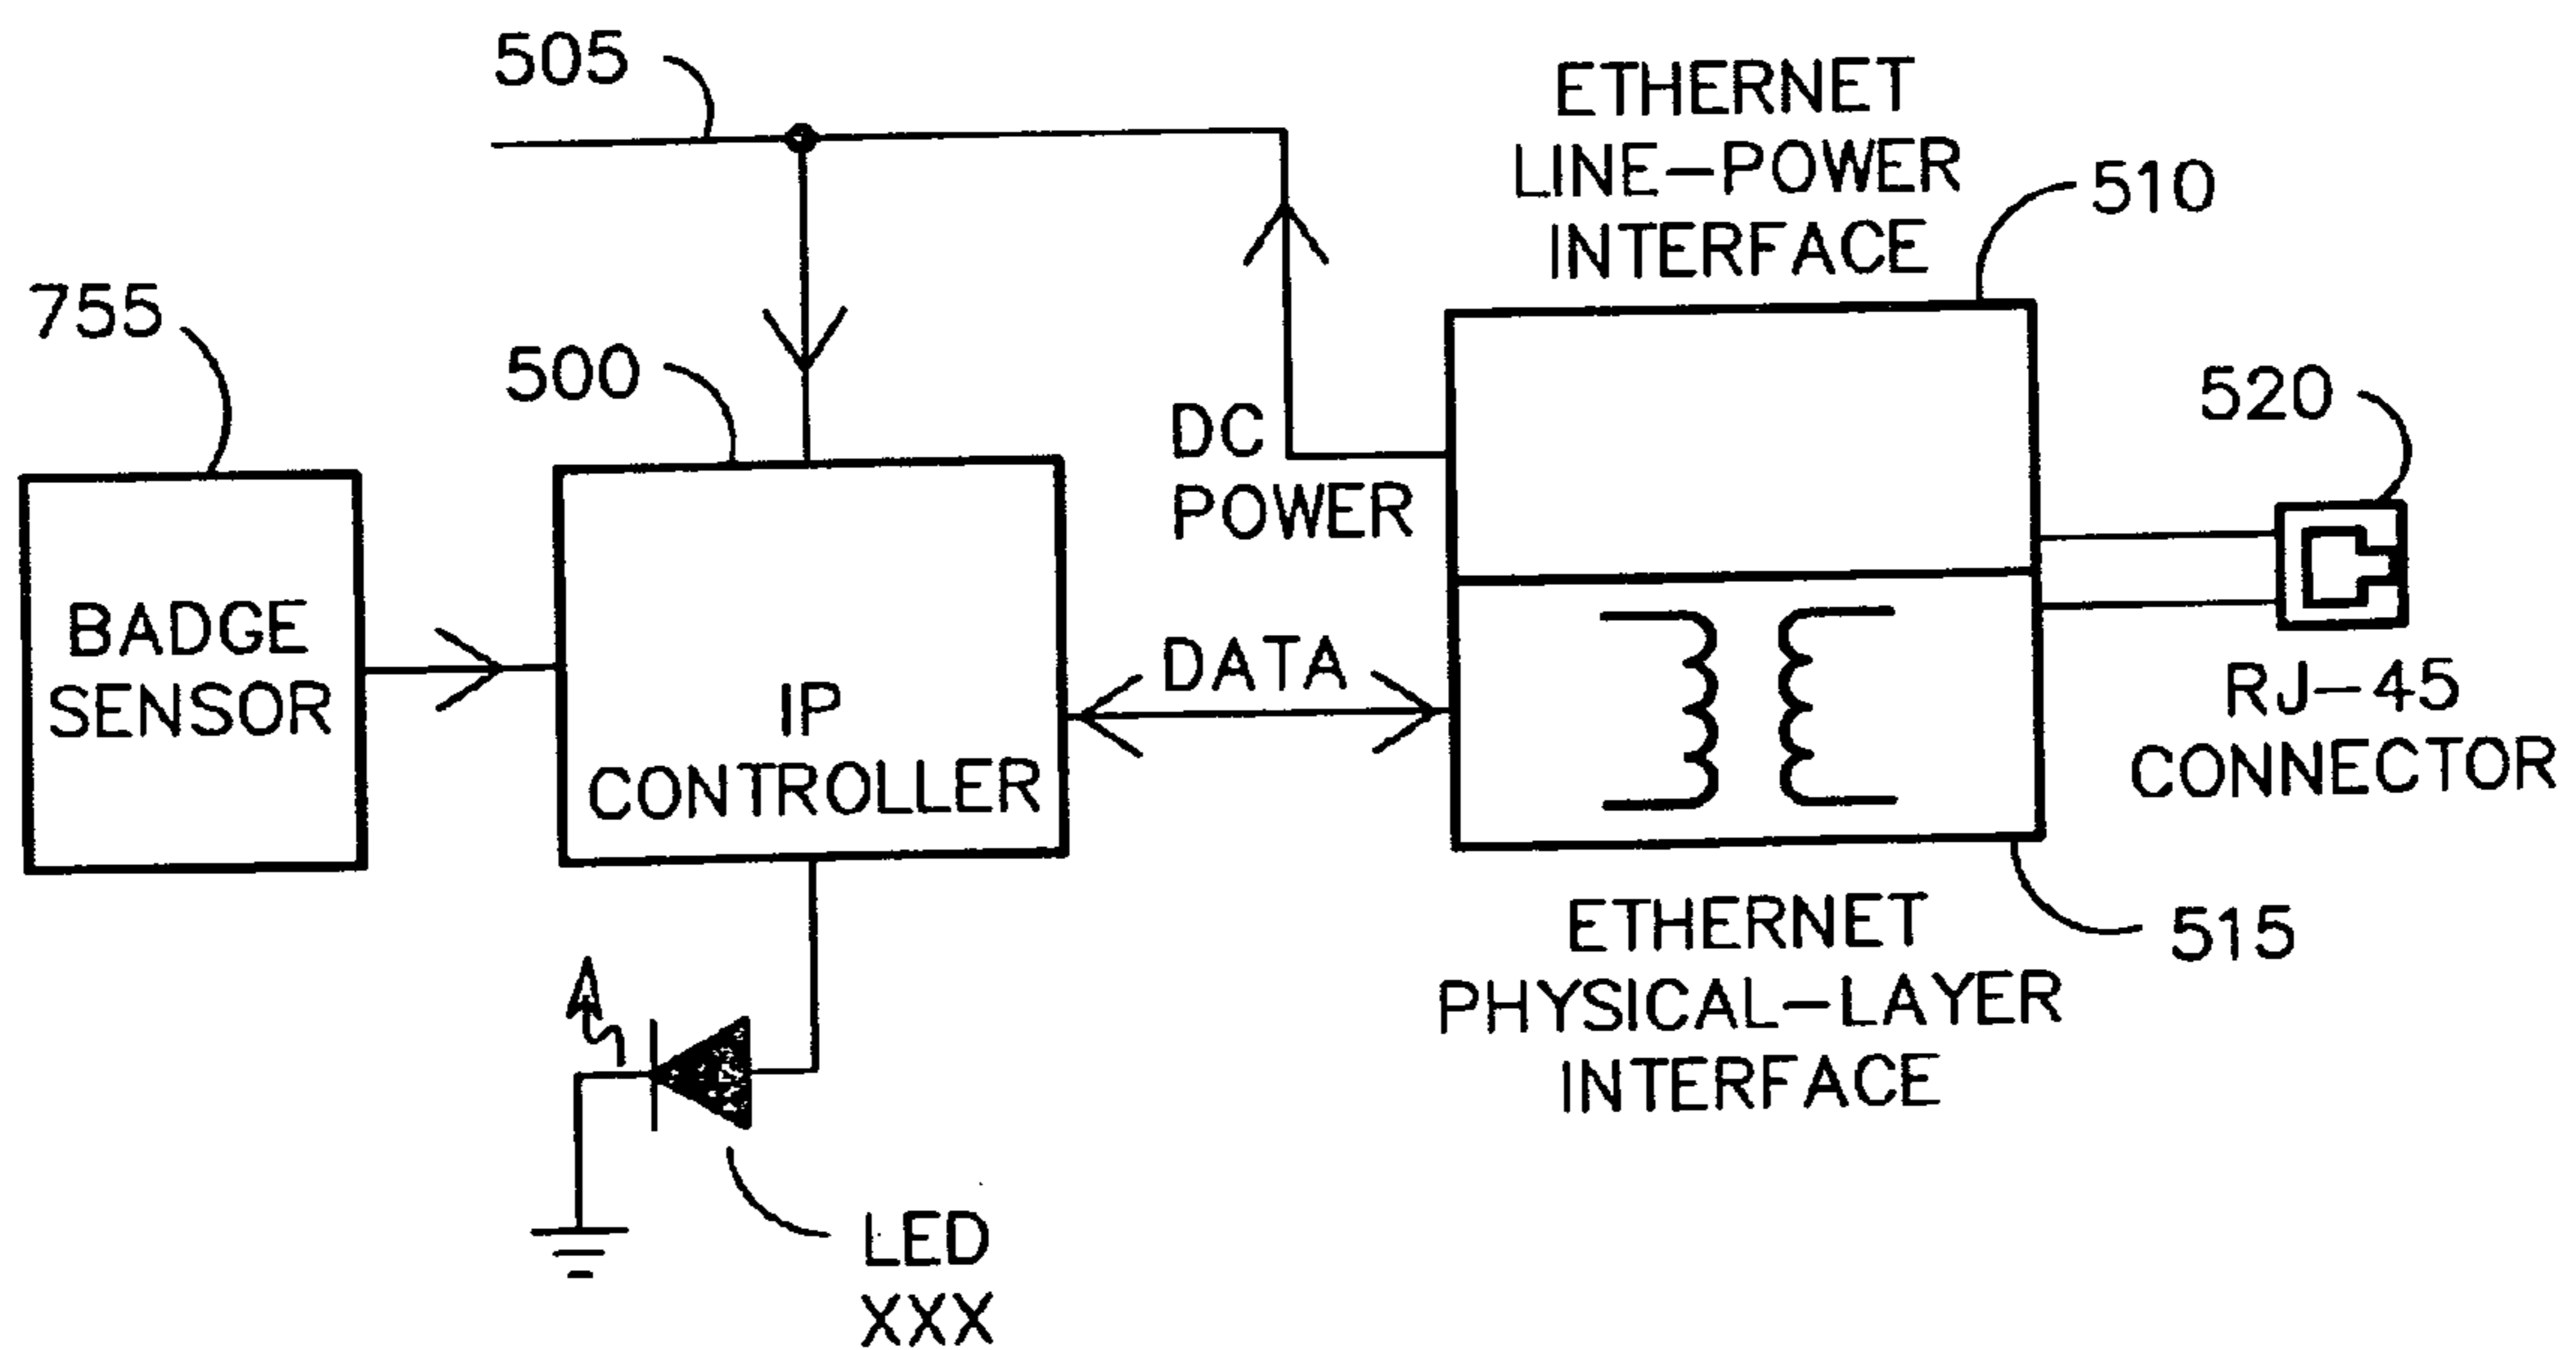 505
ETHERNET
LINE-POWER
INTERFACE
510
755
500
520
DC
POWER
BADGE
SENSOR
IP
CONTROLLER
DATA
RJ-45
CONNECTOR
ETHERNET
PHYSICAL-LAYER
INTERFACE
515
LED
XXX